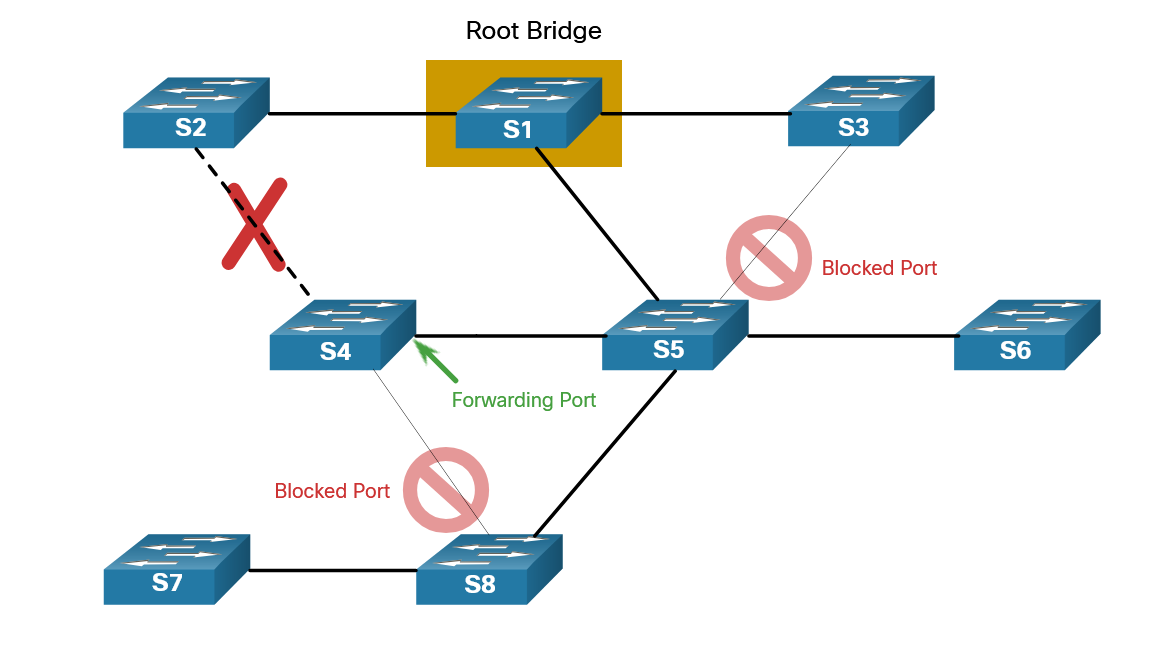 Root Bridge
S2
S1
S3
Blocked Port
S4
S5
S6
Forwarding Port
Blocked Port
S7
S8